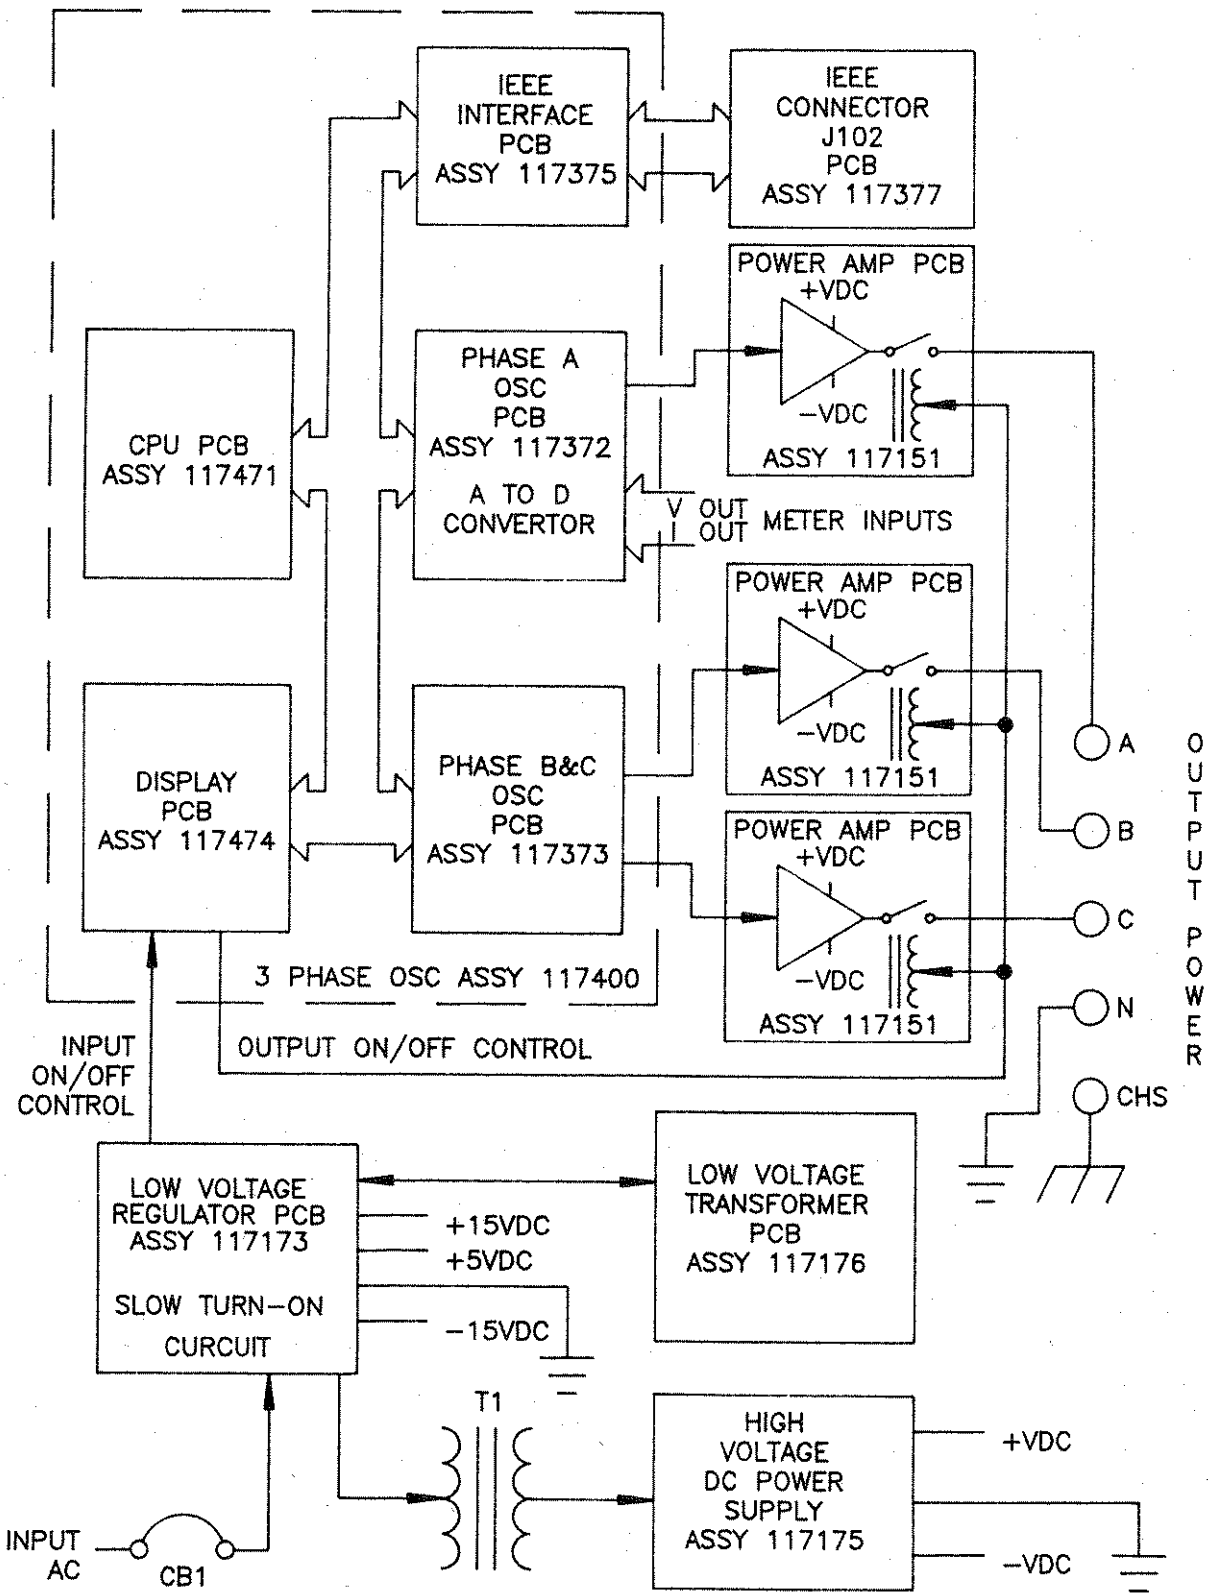 IEEE
INTERFACE
PCB
ASSY 117375
IEEE
CONNECTOR
J102
PCB
ASSY 117377
POWER AMP PCB
+VDC
-VDC
ASSY 117151
CPU PCB
ASSY 117471
PHASE A
OSC
PCB
ASSY 117372
A TO D
CONVERTOR
V OUT
I OUT
METER INPUTS
POWER AMP PCB
+VDC
-VDC
ASSY 117151
DISPLAY
PCB
ASSY 117474
PHASE B&C
OSC
PCB
ASSY 117373
POWER AMP PCB
+VDC
-VDC
ASSY 117151
A
B
C
N
CHS
OUTPUT POWER
3 PHASE OSC ASSY 117400
INPUT
ON/OFF
CONTROL
OUTPUT ON/OFF CONTROL
LOW VOLTAGE
REGULATOR PCB
ASSY 117173
SLOW TURN-ON
CURCUIT
+15VDC
+5VDC
-15VDC
LOW VOLTAGE
TRANSFORMER
PCB
ASSY 117176
T1
HIGH
VOLTAGE
DC POWER
SUPPLY
ASSY 117175
+VDC
-VDC
INPUT
AC
CB1